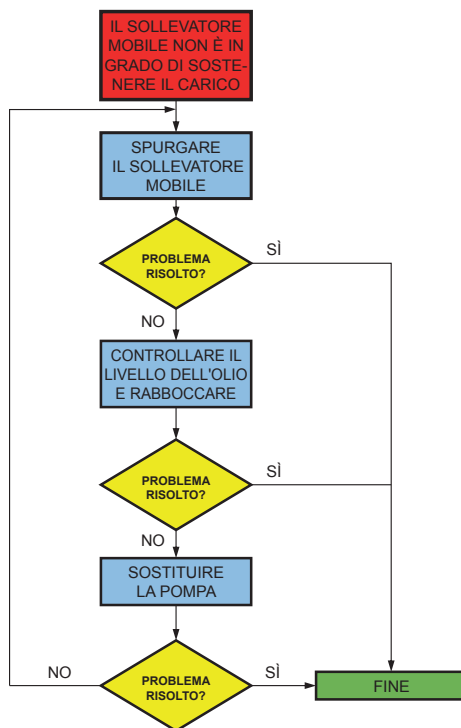 IL SOLLEVATORE
MOBILE NON È IN
GRADO DI SOSTE-
NERE IL CARICO
SPURGARE
IL SOLLEVATORE
MOBILE
PROBLEMA
RISOLTO?
SÌ
NO
CONTROLLARE IL
LIVELLO DELL'OLIO
E RABBOCCARE
PROBLEMA
RISOLTO?
SÌ
NO
SOSTITUIRE
LA POMPA
NO
PROBLEMA
RISOLTO?
SÌ
FINE